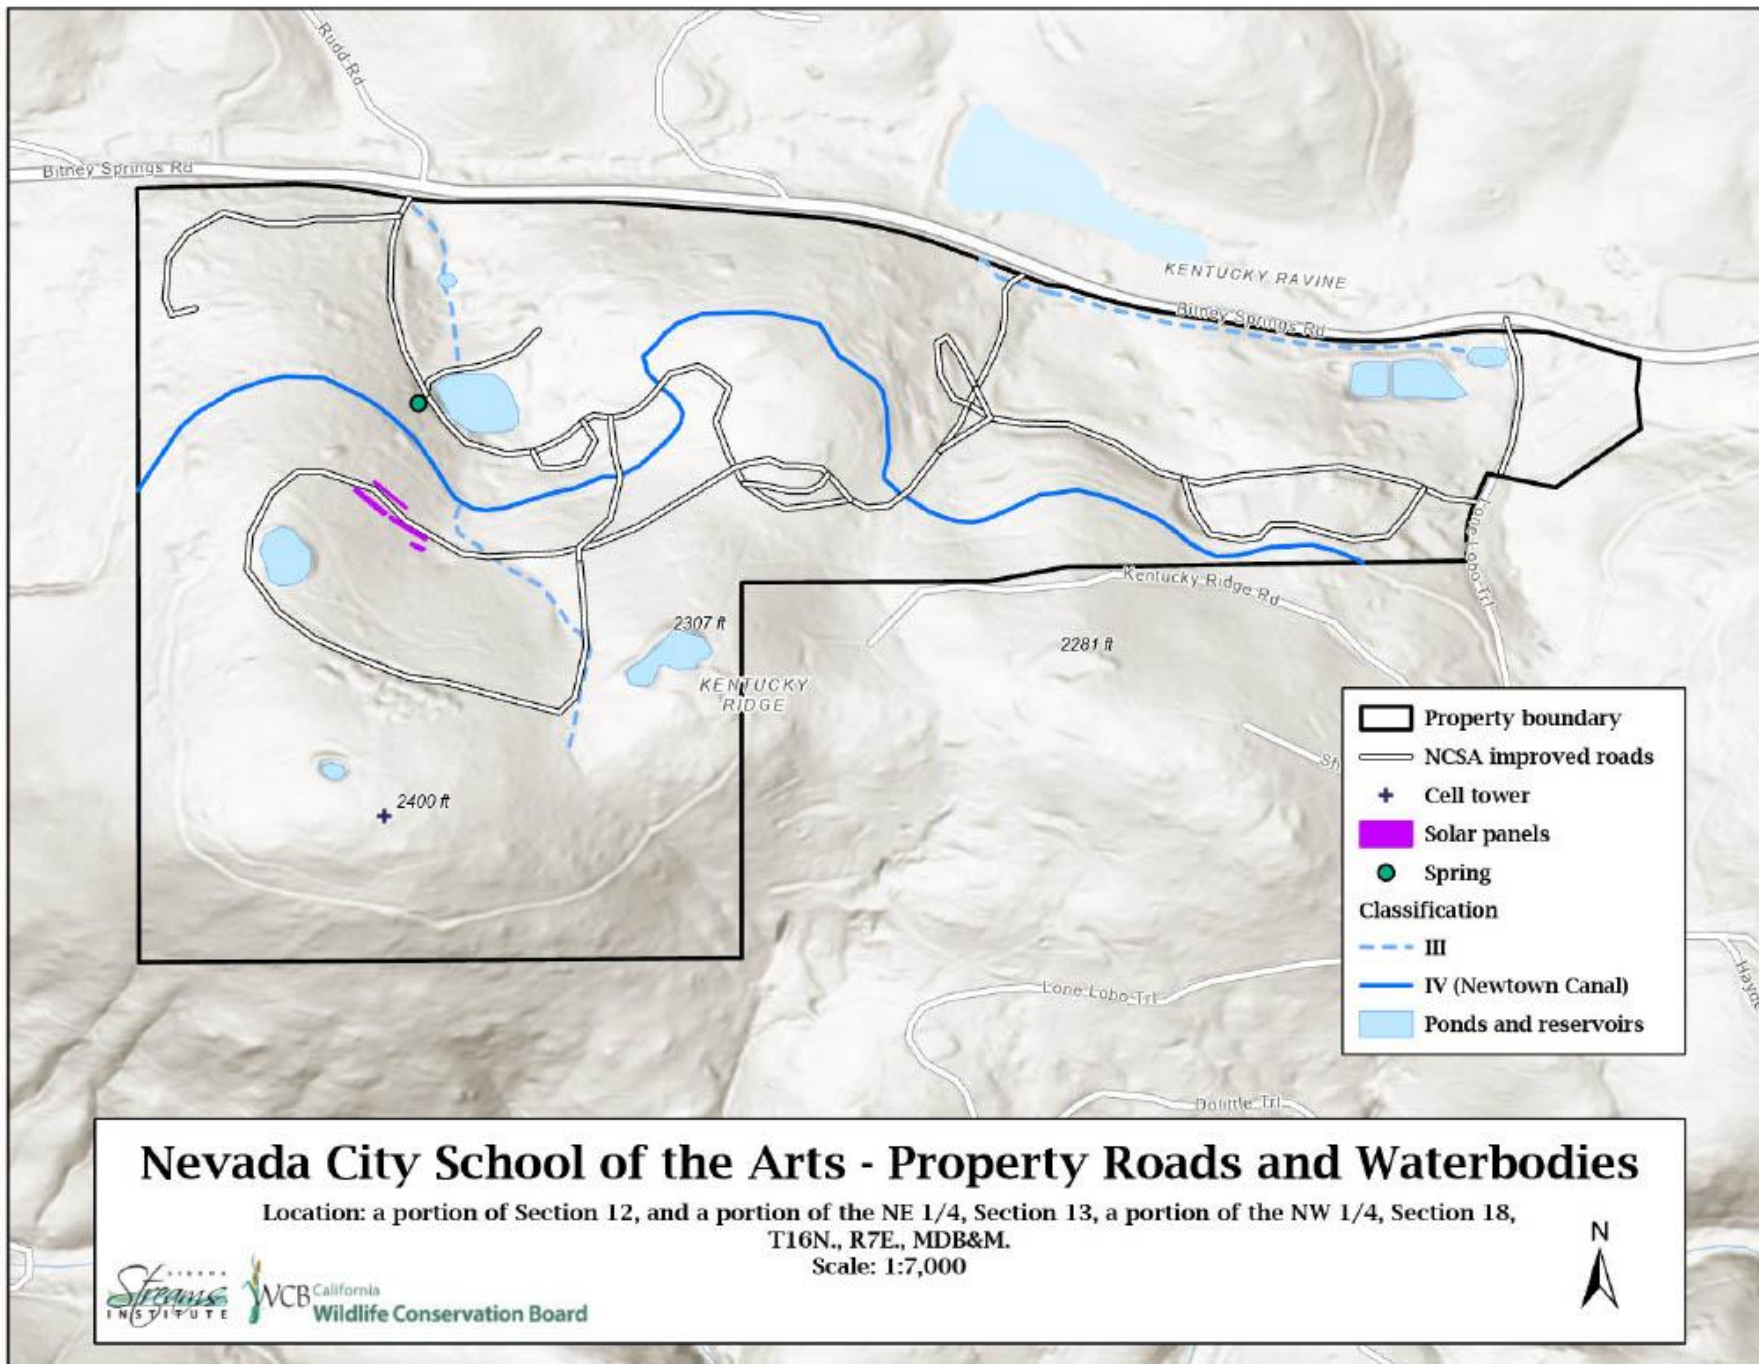 Rudd Rd
Bitney Springs Rd
KENTUCKY RAVINE
Bitney Springs Rd
Lone Lobo Trl
Kentucky Ridge Rd
2307 ft
2281 ft
KENTUCKY
RIDGE
2400 ft
Lone Lobo Trl
Dolittle Trl
Property boundary
NCSA improved roads
Cell tower
Solar panels
Spring
Classification
III
IV (Newtown Canal)
Ponds and reservoirs
Nevada City School of the Arts - Property Roads and Waterbodies
Location: a portion of Section 12, and a portion of the NE 1/4, Section 13, a portion of the NW 1/4, Section 18,
T16N., R7E., MDB&M.
Scale: 1:7,000
N
SIERRA
Streams
INSTITUTE
WCB California
Wildlife Conservation Board